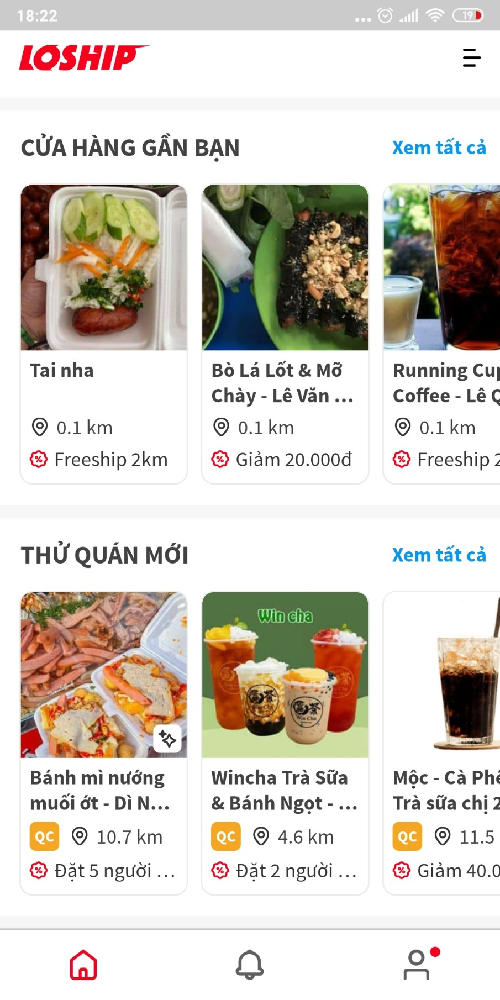 18:22
19
LOSHIP
CỬA HÀNG GẦN BẠN
Xem tất cả
Tai nha
0.1 km
Freeship 2km
Bò Lá Lốt & Mỡ
Chày - Lê Văn ...
0.1 km
Giảm 20.000đ
Running Cup
Coffee - Lê Q
0.1 km
Freeship 2
THỬ QUÁN MỚI
Xem tất cả
Bánh mì nướng
muối ớt - Dì N...
QC 10.7 km
Đặt 5 người ...
Win cha
Win Cha
Win Cha
Wincha Trà Sữa
& Bánh Ngọt - ...
QC 4.6 km
Đặt 2 người ...
Mộc - Cà Phê
Trà sữa chị 2
QC 11.5
Giảm 40.0